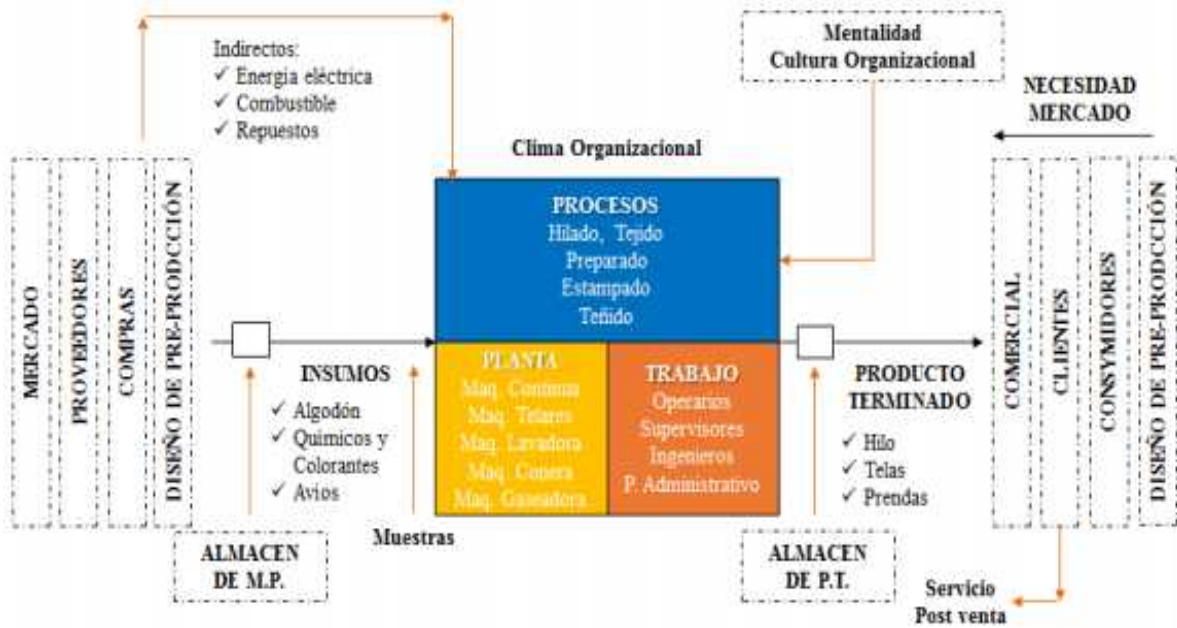 Indirectos:
✓ Energía eléctrica
✓ Combustible
✓ Repuestos
Mentalidad
Cultura Organizacional
NECESIDAD
MERCADO
Clima Organizacional
MERCADO
PROVEEDORES
COMPRAS
DISEÑO DE PRE-PRODCCIÓN
PROCESOS
Hilado, Tejido
Preparado
Estampado
Teñido
INSUMOS
✓ Algodón
✓ Químicos y
Colorantes
✓ Avíos
PLANTA
Maq. Continua
Maq. Telares
Maq. Lavadora
Maq. Conera
Maq. Gaseadora
TRABAJO
Operarios
Supervisores
Ingenieros
P. Administrativo
PRODUCTO
TERMINADO
✓ Hilo
✓ Telas
✓ Prendas
COMERCIAL
CLIENTES
CONSYMIDORES
DISEÑO DE PRE-PRODCCIÓN
ALMACEN
DE M.P.
Muestras
ALMACEN
DE P.T.
Servicio
Post venta